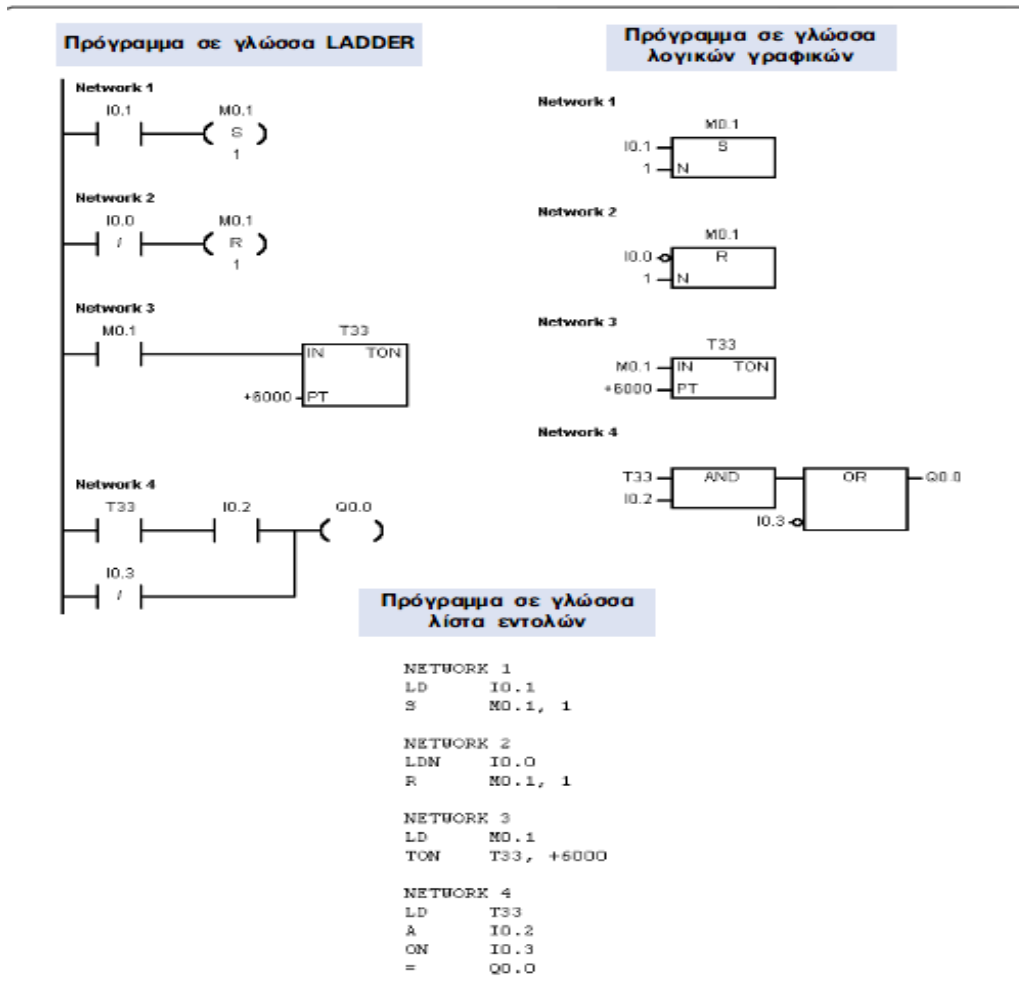 Πρόγραμμα σε γλώσσα LADDER
Network 1
I0.1 M0.1
S
1
Network 2
I0.0 M0.1
/ R
1
Network 3
M0.1 T33
IN TON
+6000 PT
Network 4
T33 I0.2 Q0.0
I0.3
/
Πρόγραμμα σε γλώσσα
λογικών γραφικών
Network 1
M0.1
I0.1 S
1 N
Network 2
M0.1
I0.0 R
1 N
Network 3
T33
M0.1 IN TON
+6000 PT
Network 4
T33 AND OR Q0.0
I0.2
I0.3
Πρόγραμμα σε γλώσσα
λίστα εντολών
NETWORK 1
LD I0.1
S M0.1, 1
NETWORK 2
LDN I0.0
R M0.1, 1
NETWORK 3
LD M0.1
TON T33, +6000
NETWORK 4
LD T33
A I0.2
ON I0.3
= Q0.0